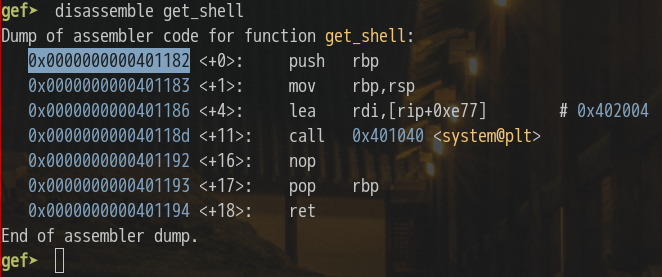 gef➤ disassemble get_shell
Dump of assembler code for function get_shell:
0x0000000000401182 <+0>: push rbp
0x0000000000401183 <+1>: mov rbp,rsp
0x0000000000401186 <+4>: lea rdi,[rip+0xe77] # 0x402004
0x000000000040118d <+11>: call 0x401040 <system@plt>
0x0000000000401192 <+16>: nop
0x0000000000401193 <+17>: pop rbp
0x0000000000401194 <+18>: ret
End of assembler dump.
gef➤